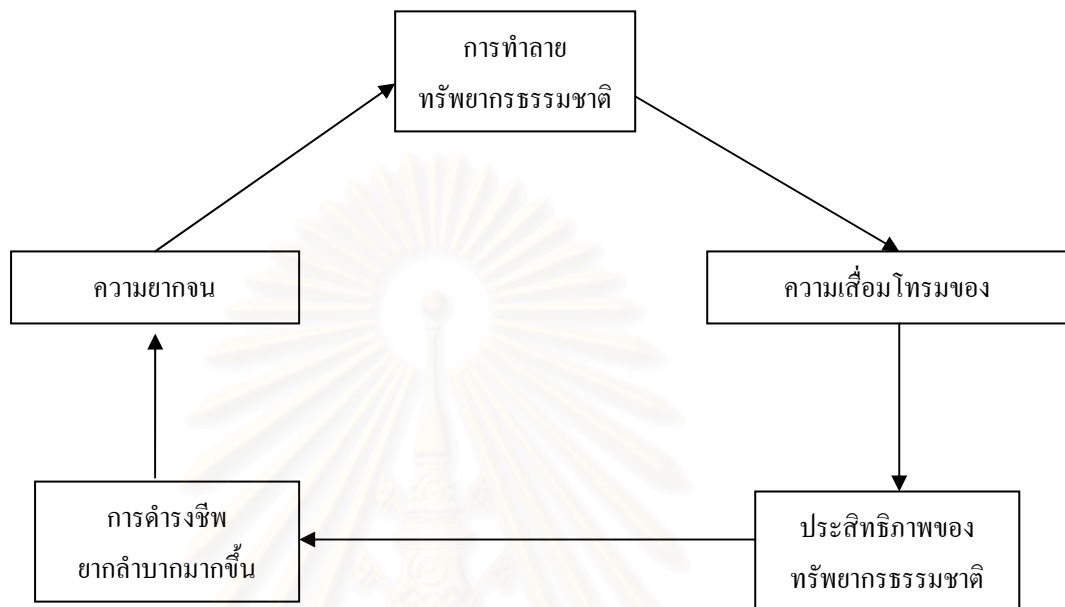 การทำลาย
ทรัพยากรธรรมชาติ
ความยากจน
ความเสื่อมโทรมของ
การดำรงชีพ
ยากลำบากมากขึ้น
ประสิทธิภาพของ
ทรัพยากรธรรมชาติ